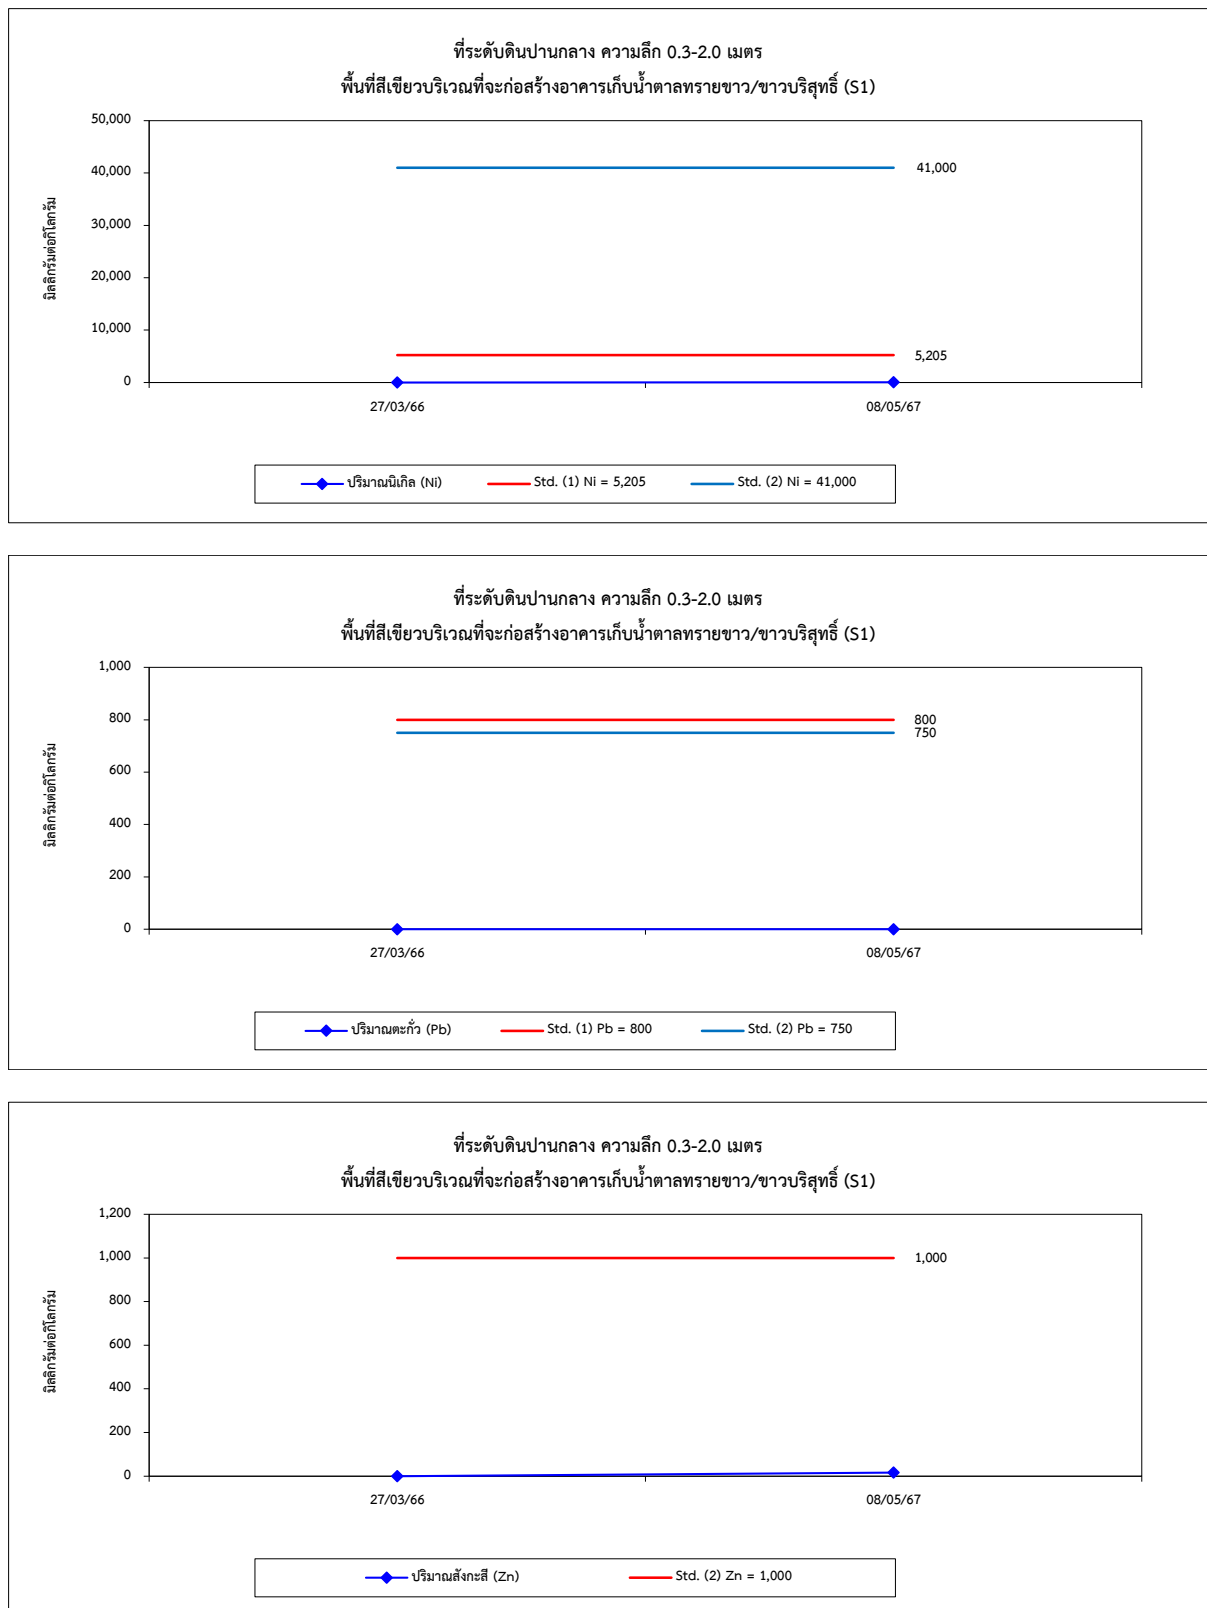 ที่ระดับดินปานกลาง ความลึก 0.3-2.0 เมตร
พื้นที่สีเขียวบริเวณที่จะก่อสร้างอาคารเก็บน้ำตาลทรายขาว/ขาวบริสุทธิ์ (S1)
มิลลิกรัมต่อกิโลกรัม
50,000
40,000
30,000
20,000
10,000
0
41,000
5,205
27/03/66 08/05/67
ปริมาณนิเกิล (Ni) Std. (1) Ni = 5,205 Std. (2) Ni = 41,000
ที่ระดับดินปานกลาง ความลึก 0.3-2.0 เมตร
พื้นที่สีเขียวบริเวณที่จะก่อสร้างอาคารเก็บน้ำตาลทรายขาว/ขาวบริสุทธิ์ (S1)
มิลลิกรัมต่อกิโลกรัม
1,000
800
600
400
200
0
800
750
27/03/66 08/05/67
ปริมาณตะกั่ว (Pb) Std. (1) Pb = 800 Std. (2) Pb = 750
ที่ระดับดินปานกลาง ความลึก 0.3-2.0 เมตร
พื้นที่สีเขียวบริเวณที่จะก่อสร้างอาคารเก็บน้ำตาลทรายขาว/ขาวบริสุทธิ์ (S1)
มิลลิกรัมต่อกิโลกรัม
1,200
1,000
800
600
400
200
0
1,000
27/03/66 08/05/67
ปริมาณสังกะสี (Zn) Std. (2) Zn = 1,000